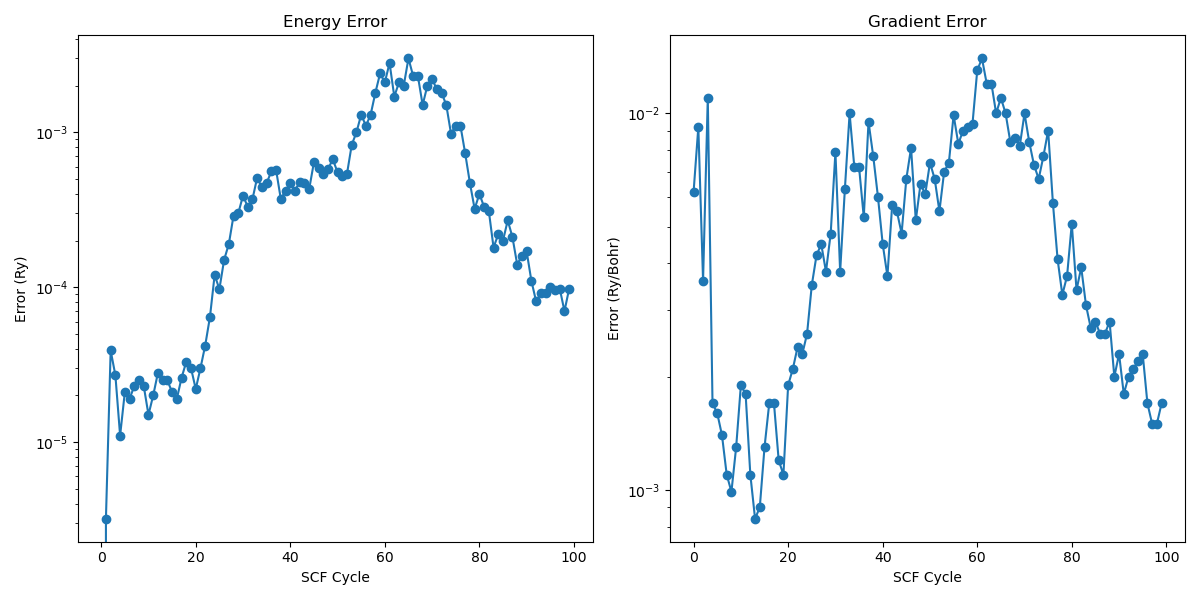 Energy Error
Error (Ry)
10⁻³
10⁻⁴
10⁻⁵
0 20 40 60 80 100
SCF Cycle
Gradient Error
Error (Ry/Bohr)
10⁻²
10⁻³
0 20 40 60 80 100
SCF Cycle